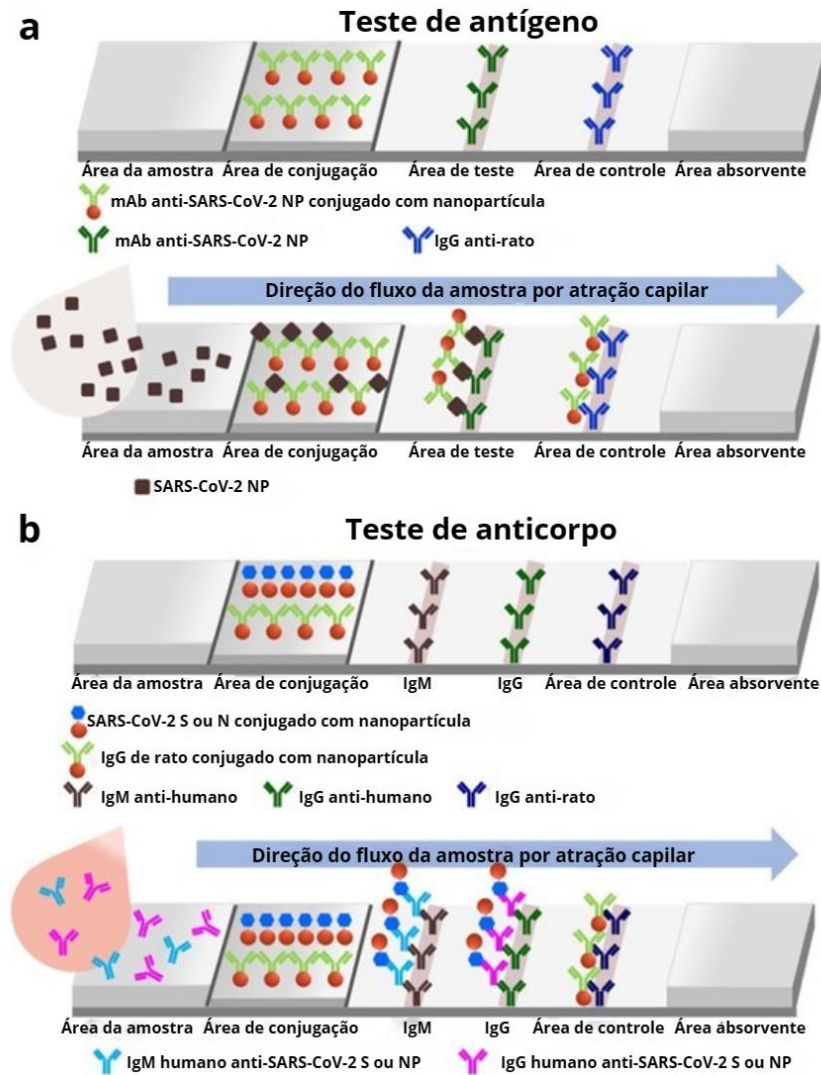 a
Teste de antígeno
Área da amostra Área de conjugação Área de teste Área de controle Área absorvente
mAb anti-SARS-CoV-2 NP conjugado com nanopartícula
mAb anti-SARS-CoV-2 NP IgG anti-rato
Direção do fluxo da amostra por atração capilar
Área da amostra Área de conjugação Área de teste Área de controle Área absorvente
SARS-CoV-2 NP
b
Teste de anticorpo
Área da amostra Área de conjugação IgM IgG Área de controle Área absorvente
SARS-CoV-2 S ou N conjugado com nanopartícula
IgG de rato conjugado com nanopartícula
IgM anti-humano IgG anti-humano IgG anti-rato
Direção do fluxo da amostra por atração capilar
Área da amostra Área de conjugação IgM IgG Área de controle Área absorvente
IgM humano anti-SARS-CoV-2 S ou NP IgG humano anti-SARS-CoV-2 S ou NP